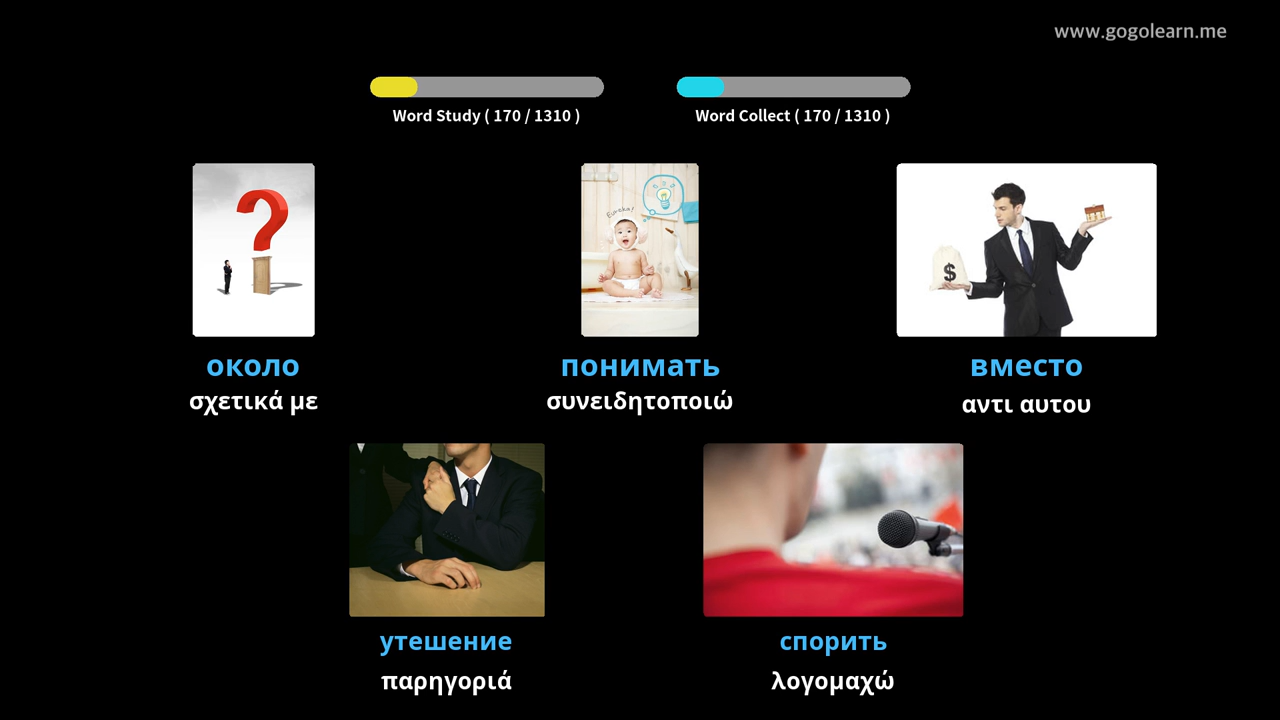 www.gogolearn.me
Word Study ( 170 / 1310 )
Word Collect ( 170 / 1310 )
Eureka!
$
около
понимать
вместо
σχετικά με
συνειδητοποιώ
αντι αυτου
утешение
спорить
παρηγοριά
λογομαχώ